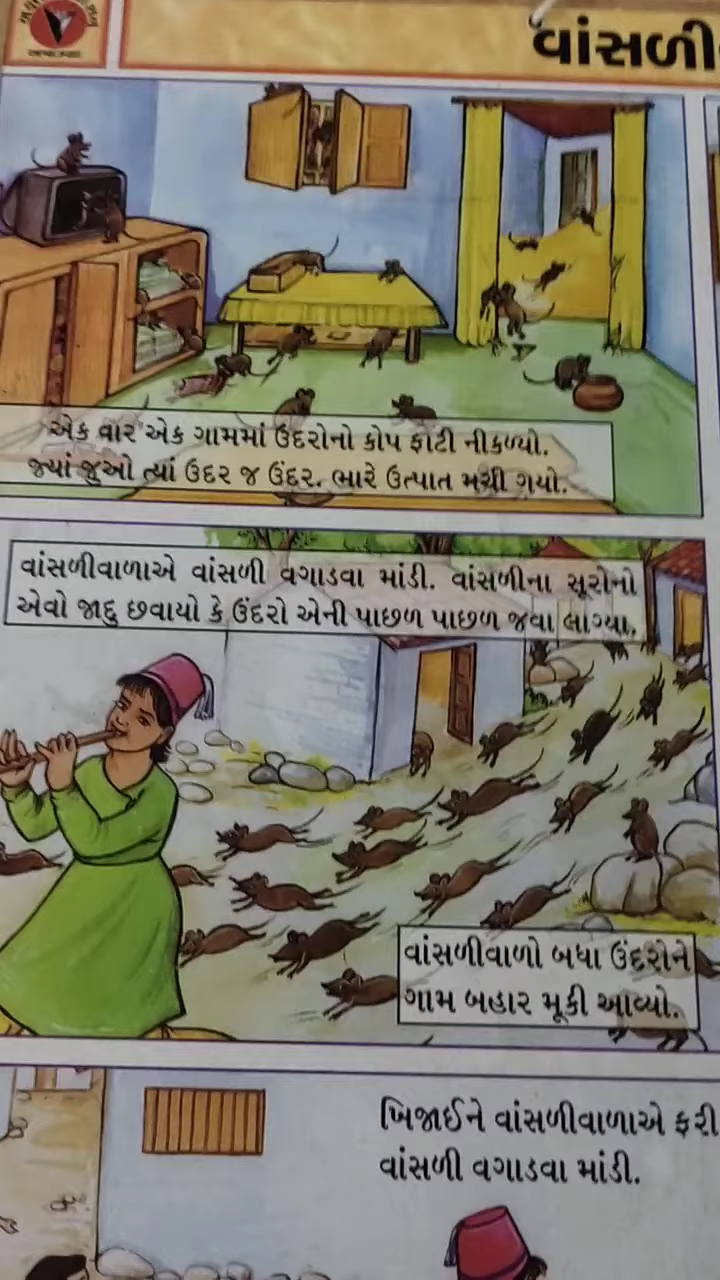 વાંસળી
એક વાર એક ગામમાં ઉંદરોનો કોપ ફાટી નીકળ્યો.
જ્યાં જુઓ ત્યાં ઉંદર જ ઉંદર. ભારે ઉત્પાત મચી ગયો.
વાંસળીવાળાએ વાંસળી વગાડવા માંડી. વાંસળીના સૂરોનો
એવો જાદુ છવાયો કે ઉંદરો એની પાછળ પાછળ જવા લાગ્યા.
વાંસળીવાળો બધા ઉંદરોને
ગામ બહાર મૂકી આવ્યો.
ખિજાઈને વાંસળીવાળાએ ફરી
વાંસળી વગાડવા માંડી.